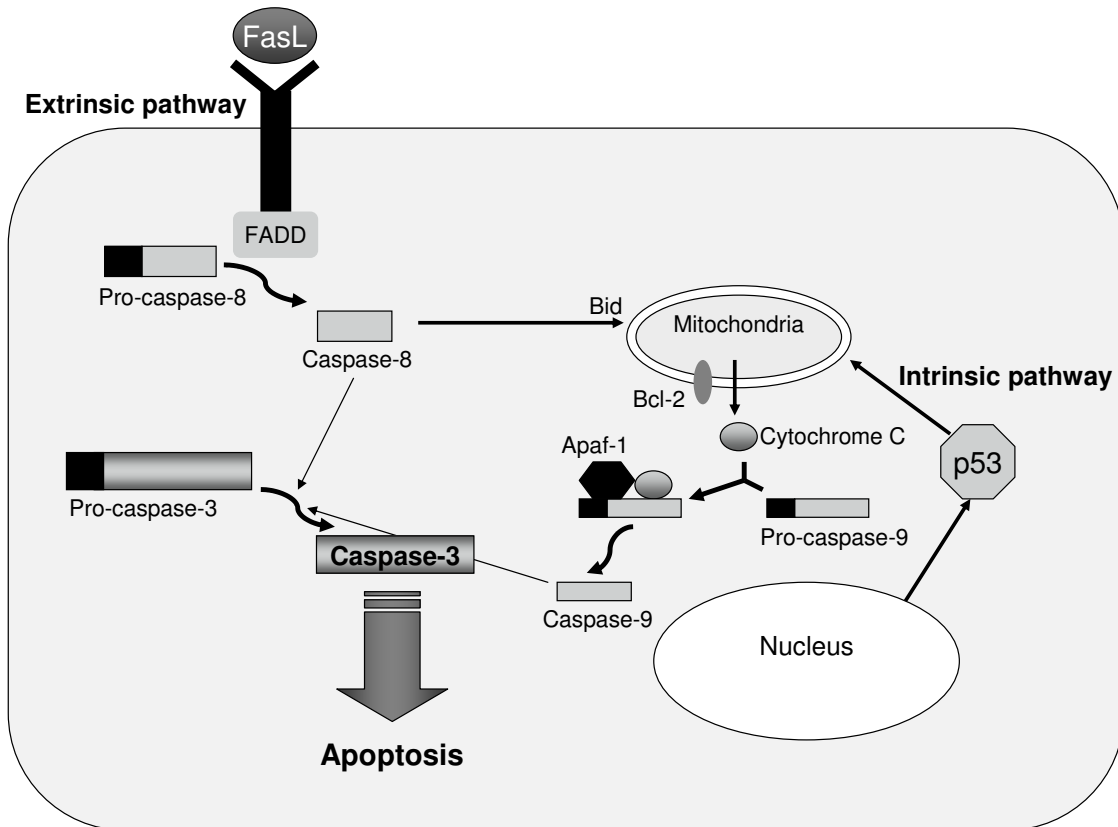 FasL
Extrinsic pathway
FADD
Pro-caspase-8
Caspase-8
Bid
Mitochondria
Bcl-2
Intrinsic pathway
Cytochrome C
Apaf-1
p53
Pro-caspase-3
Pro-caspase-9
Caspase-3
Caspase-9
Nucleus
Apoptosis